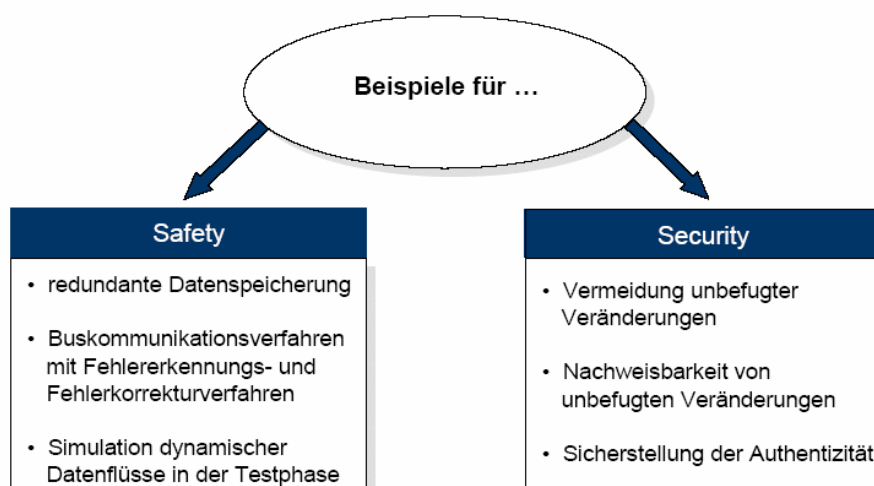 Beispiele für …
Safety
• redundante Datenspeicherung
• Buskommunikationsverfahren
mit Fehlererkennungs- und
Fehlerkorrekturverfahren
• Simulation dynamischer
Datenflüsse in der Testphase
Security
• Vermeidung unbefugter
Veränderungen
• Nachweisbarkeit von
unbefugten Veränderungen
• Sicherstellung der Authentizität